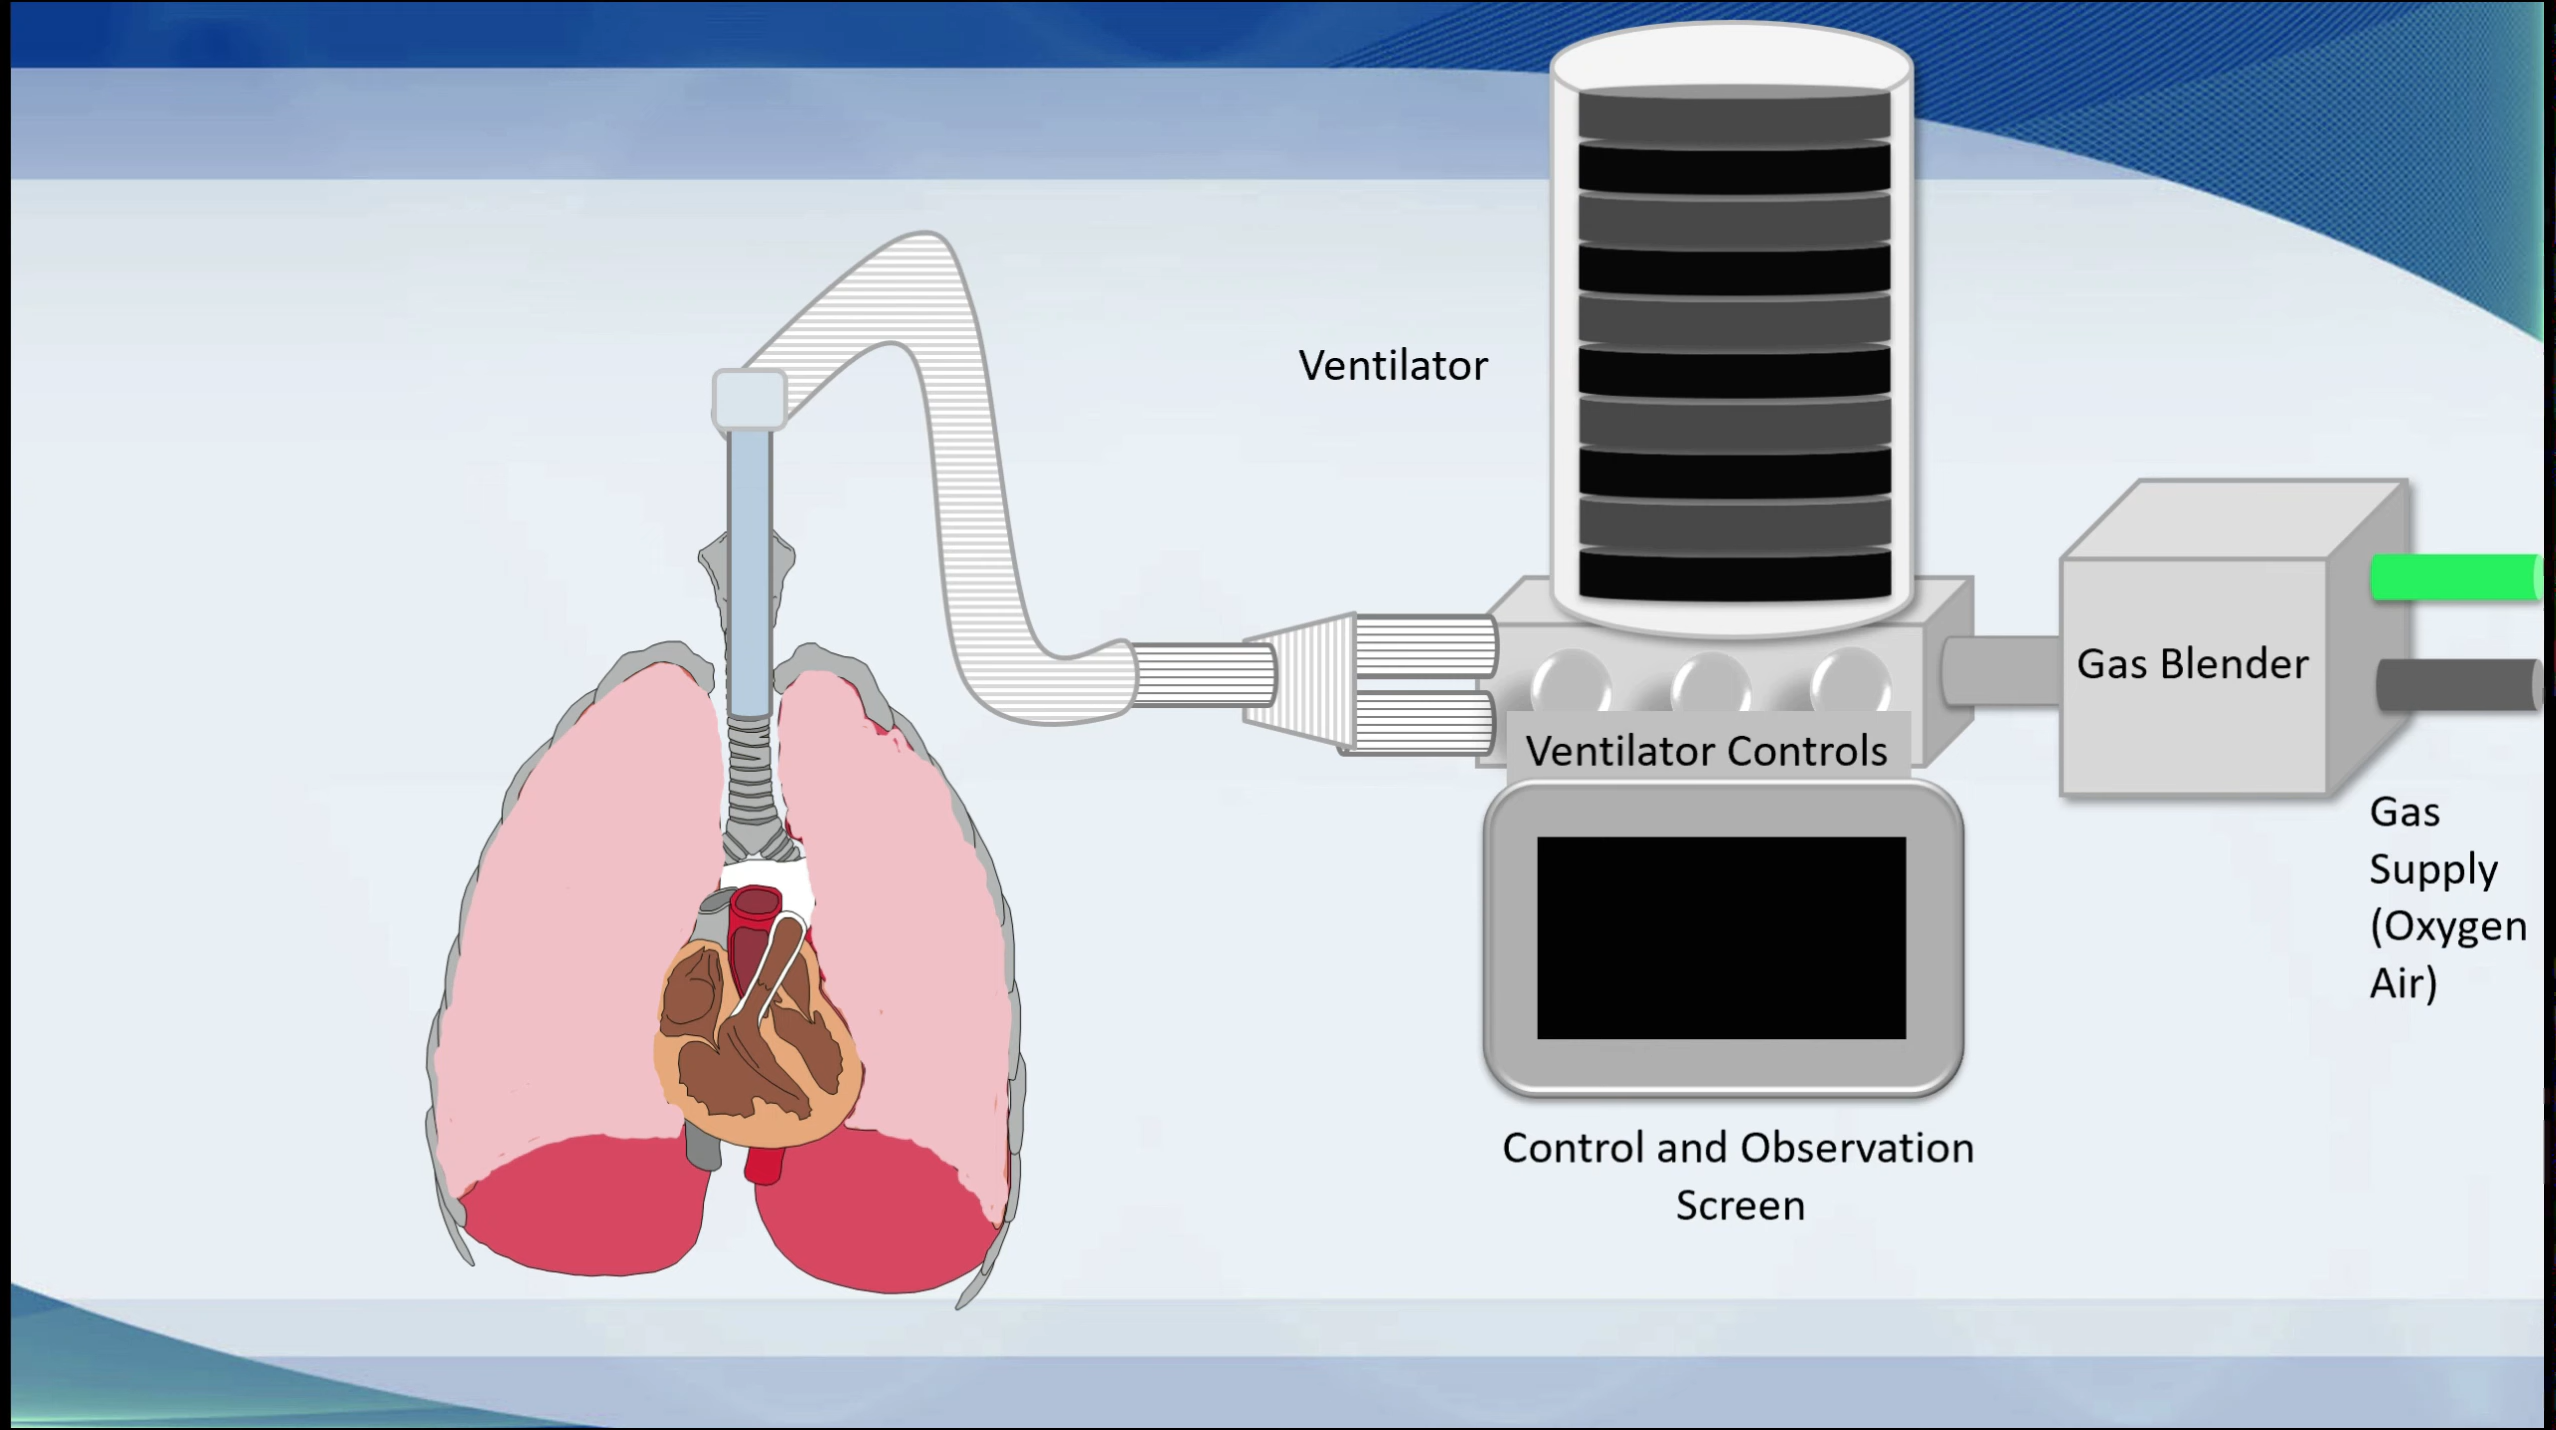 Ventilator
Gas Blender
Ventilator Controls
Gas
Supply
(Oxygen
Air)
Control and Observation
Screen